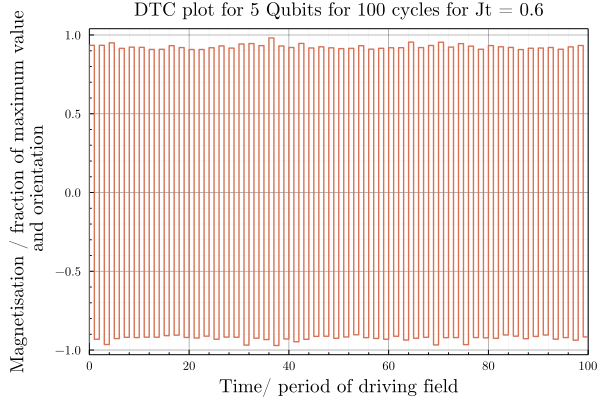 DTC plot for 5 Qubits for 100 cycles for Jt = 0.6
Magnetisation / fraction of maximum value
and orientation
1.0
0.5
0.0
−0.5
−1.0
0
20
40
60
80
100
Time/ period of driving field